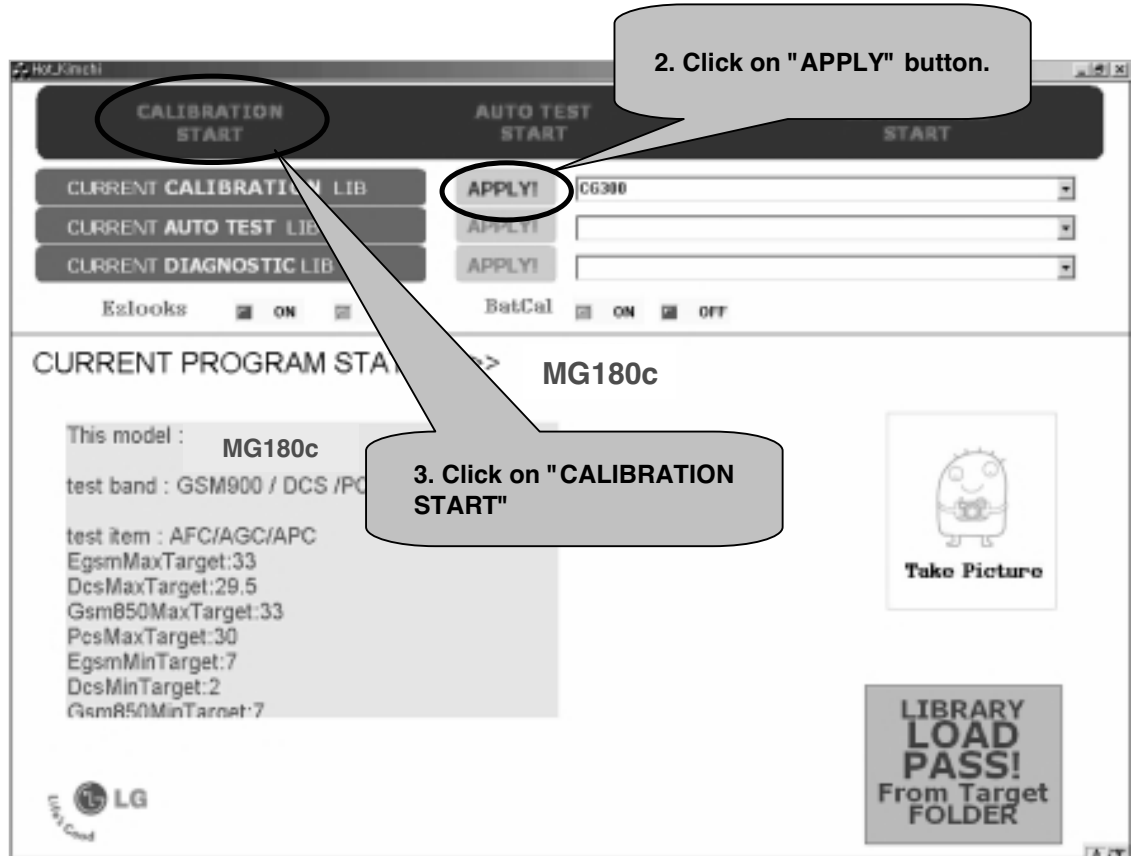 2. Click on "APPLY" button.
Hot_Kimchi
CALIBRATION
START
AUTO TEST
START
START
CURRENT CALIBRATION LIB
APPLY!
CG300
CURRENT AUTO TEST LIB
APPLY!
CURRENT DIAGNOSTIC LIB
APPLY!
Ezlooks
ON
BatCal
ON
OFF
CURRENT PROGRAM STAT
>
MG180c
This model :
MG180c
test band : GSM900 / DCS /PC
3. Click on "CALIBRATION
START"
test item : AFC/AGC/APC
EgsmMaxTarget:33
DcsMaxTarget:29.5
Gsm850MaxTarget:33
PcsMaxTarget:30
EgsmMinTarget:7
DcsMinTarget:2
Gsm850MinTarget:7
Take Picture
LIBRARY
LOAD
PASS!
From Target
FOLDER
LG
Life's Good